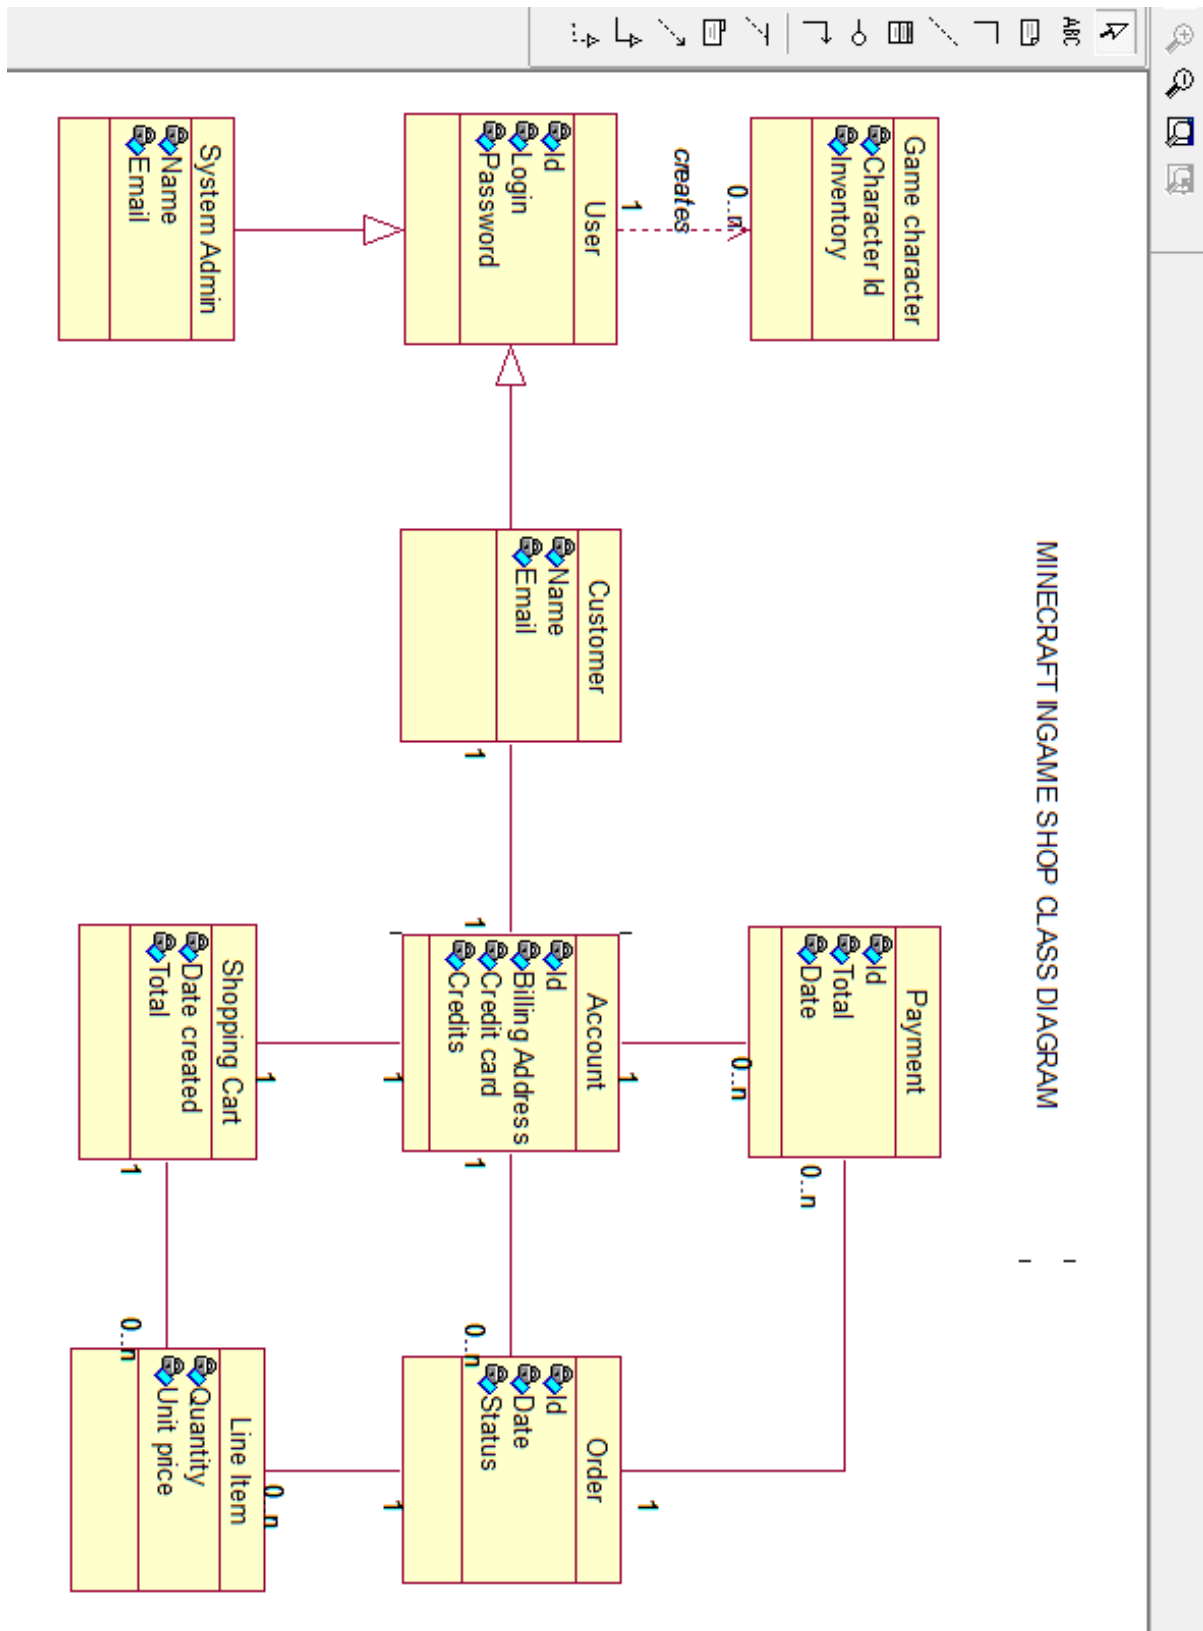 ABC
MINECRAFT INGAME SHOP CLASS DIAGRAM
Game character
Character Id
Inventory
0..n
creates
1
User
Id
Login
Password
System Admin
Name
Email
Customer
Name
Email
1
1
Account
Id
Billing Address
Credit card
Credits
1
1
1
Payment
Id
Total
Date
0..n
0..n
Shopping Cart
Date created
Total
1
1
Order
Id
Date
Status
0..n
1
1
Line Item
Quantity
Unit price
0..n
0..n